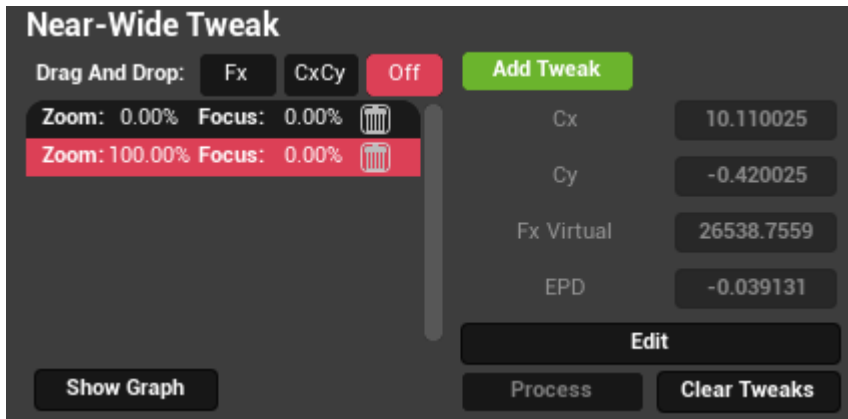 Near-Wide Tweak
Drag And Drop: Fx CxCy Off
Zoom: 0.00% Focus: 0.00%
Zoom: 100.00% Focus: 0.00%
Show Graph
Add Tweak
Cx 10.110025
Cy -0.420025
Fx Virtual 26538.7559
EPD -0.039131
Edit
Process Clear Tweaks